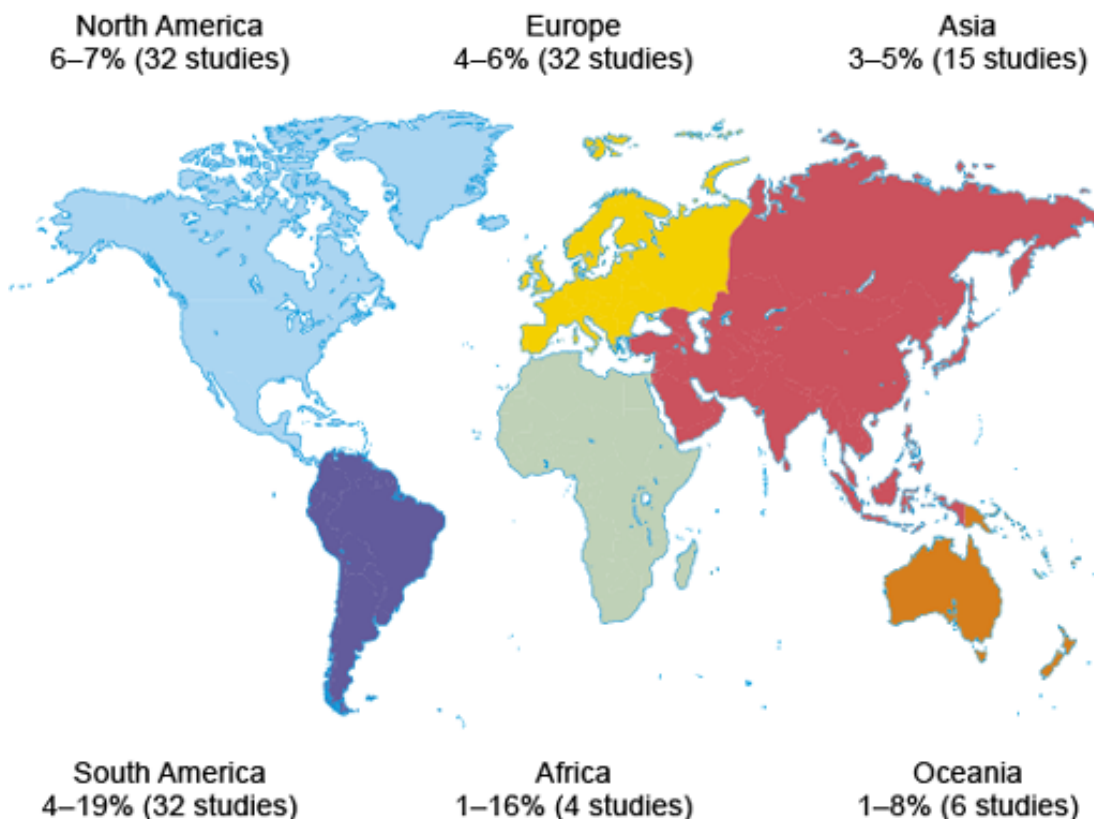 North America
6–7% (32 studies)
Europe
4–6% (32 studies)
Asia
3–5% (15 studies)
South America
4–19% (32 studies)
Africa
1–16% (4 studies)
Oceania
1–8% (6 studies)